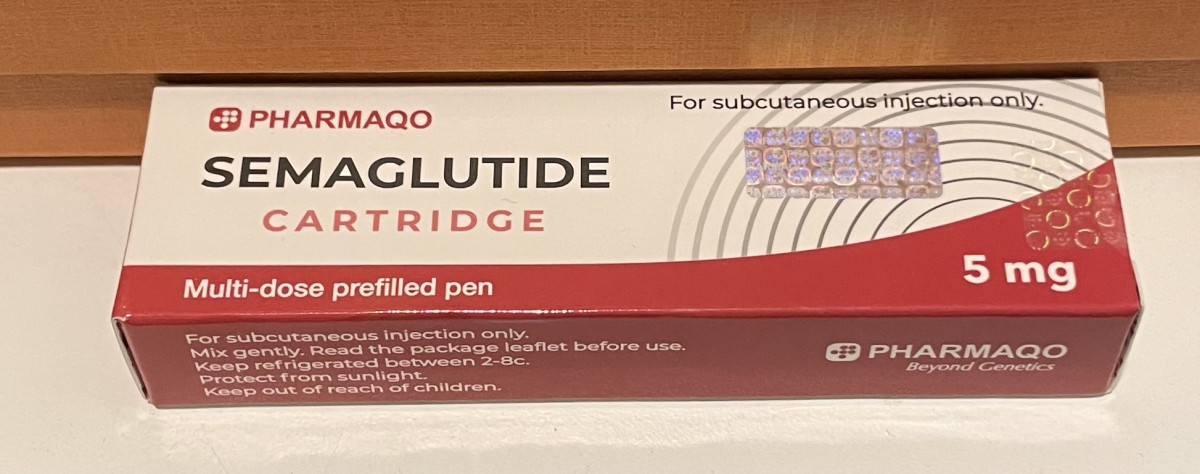 PHARMAQO
For subcutaneous injection only.
SEMAGLUTIDE
CARTRIDGE
Multi-dose prefilled pen
5 mg
For subcutaneous injection only.
Mix gently. Read the package leaflet before use.
Keep refrigerated between 2-8c.
Protect from sunlight.
Keep out of reach of children.
PHARMAQO
Beyond Genetics